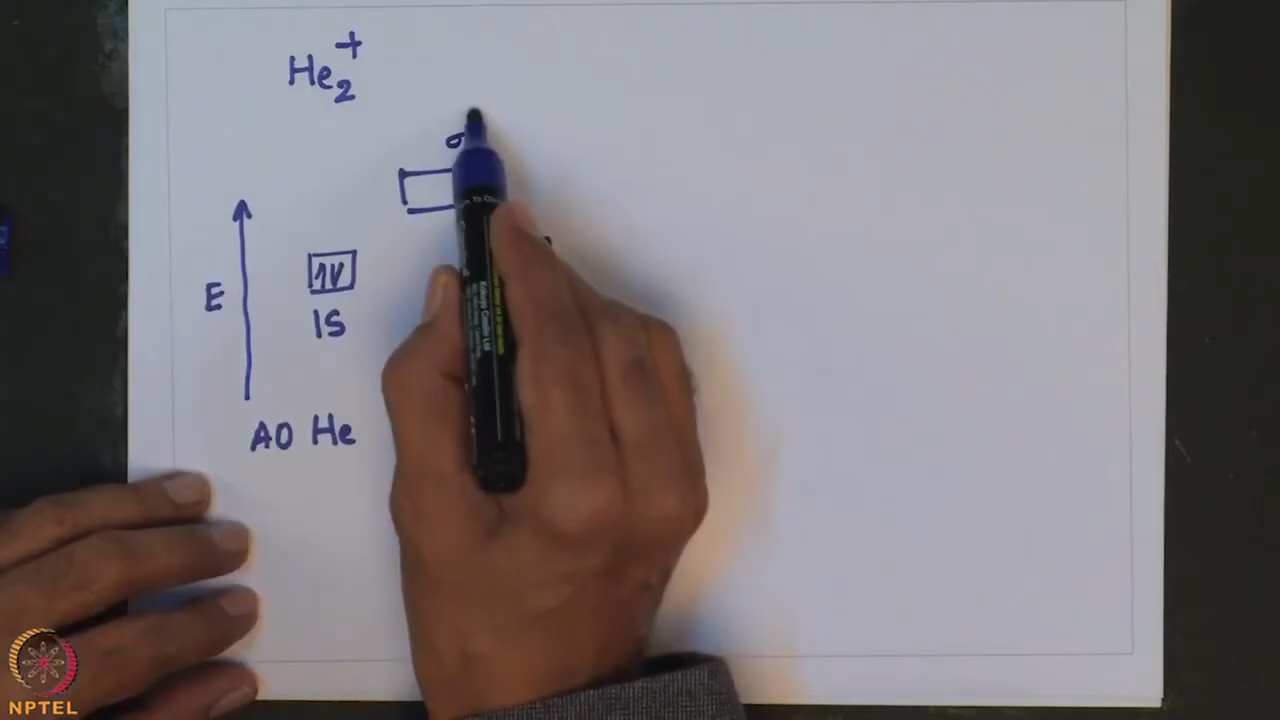 He₂⁺
σ
E
1S
AO He
NPTEL